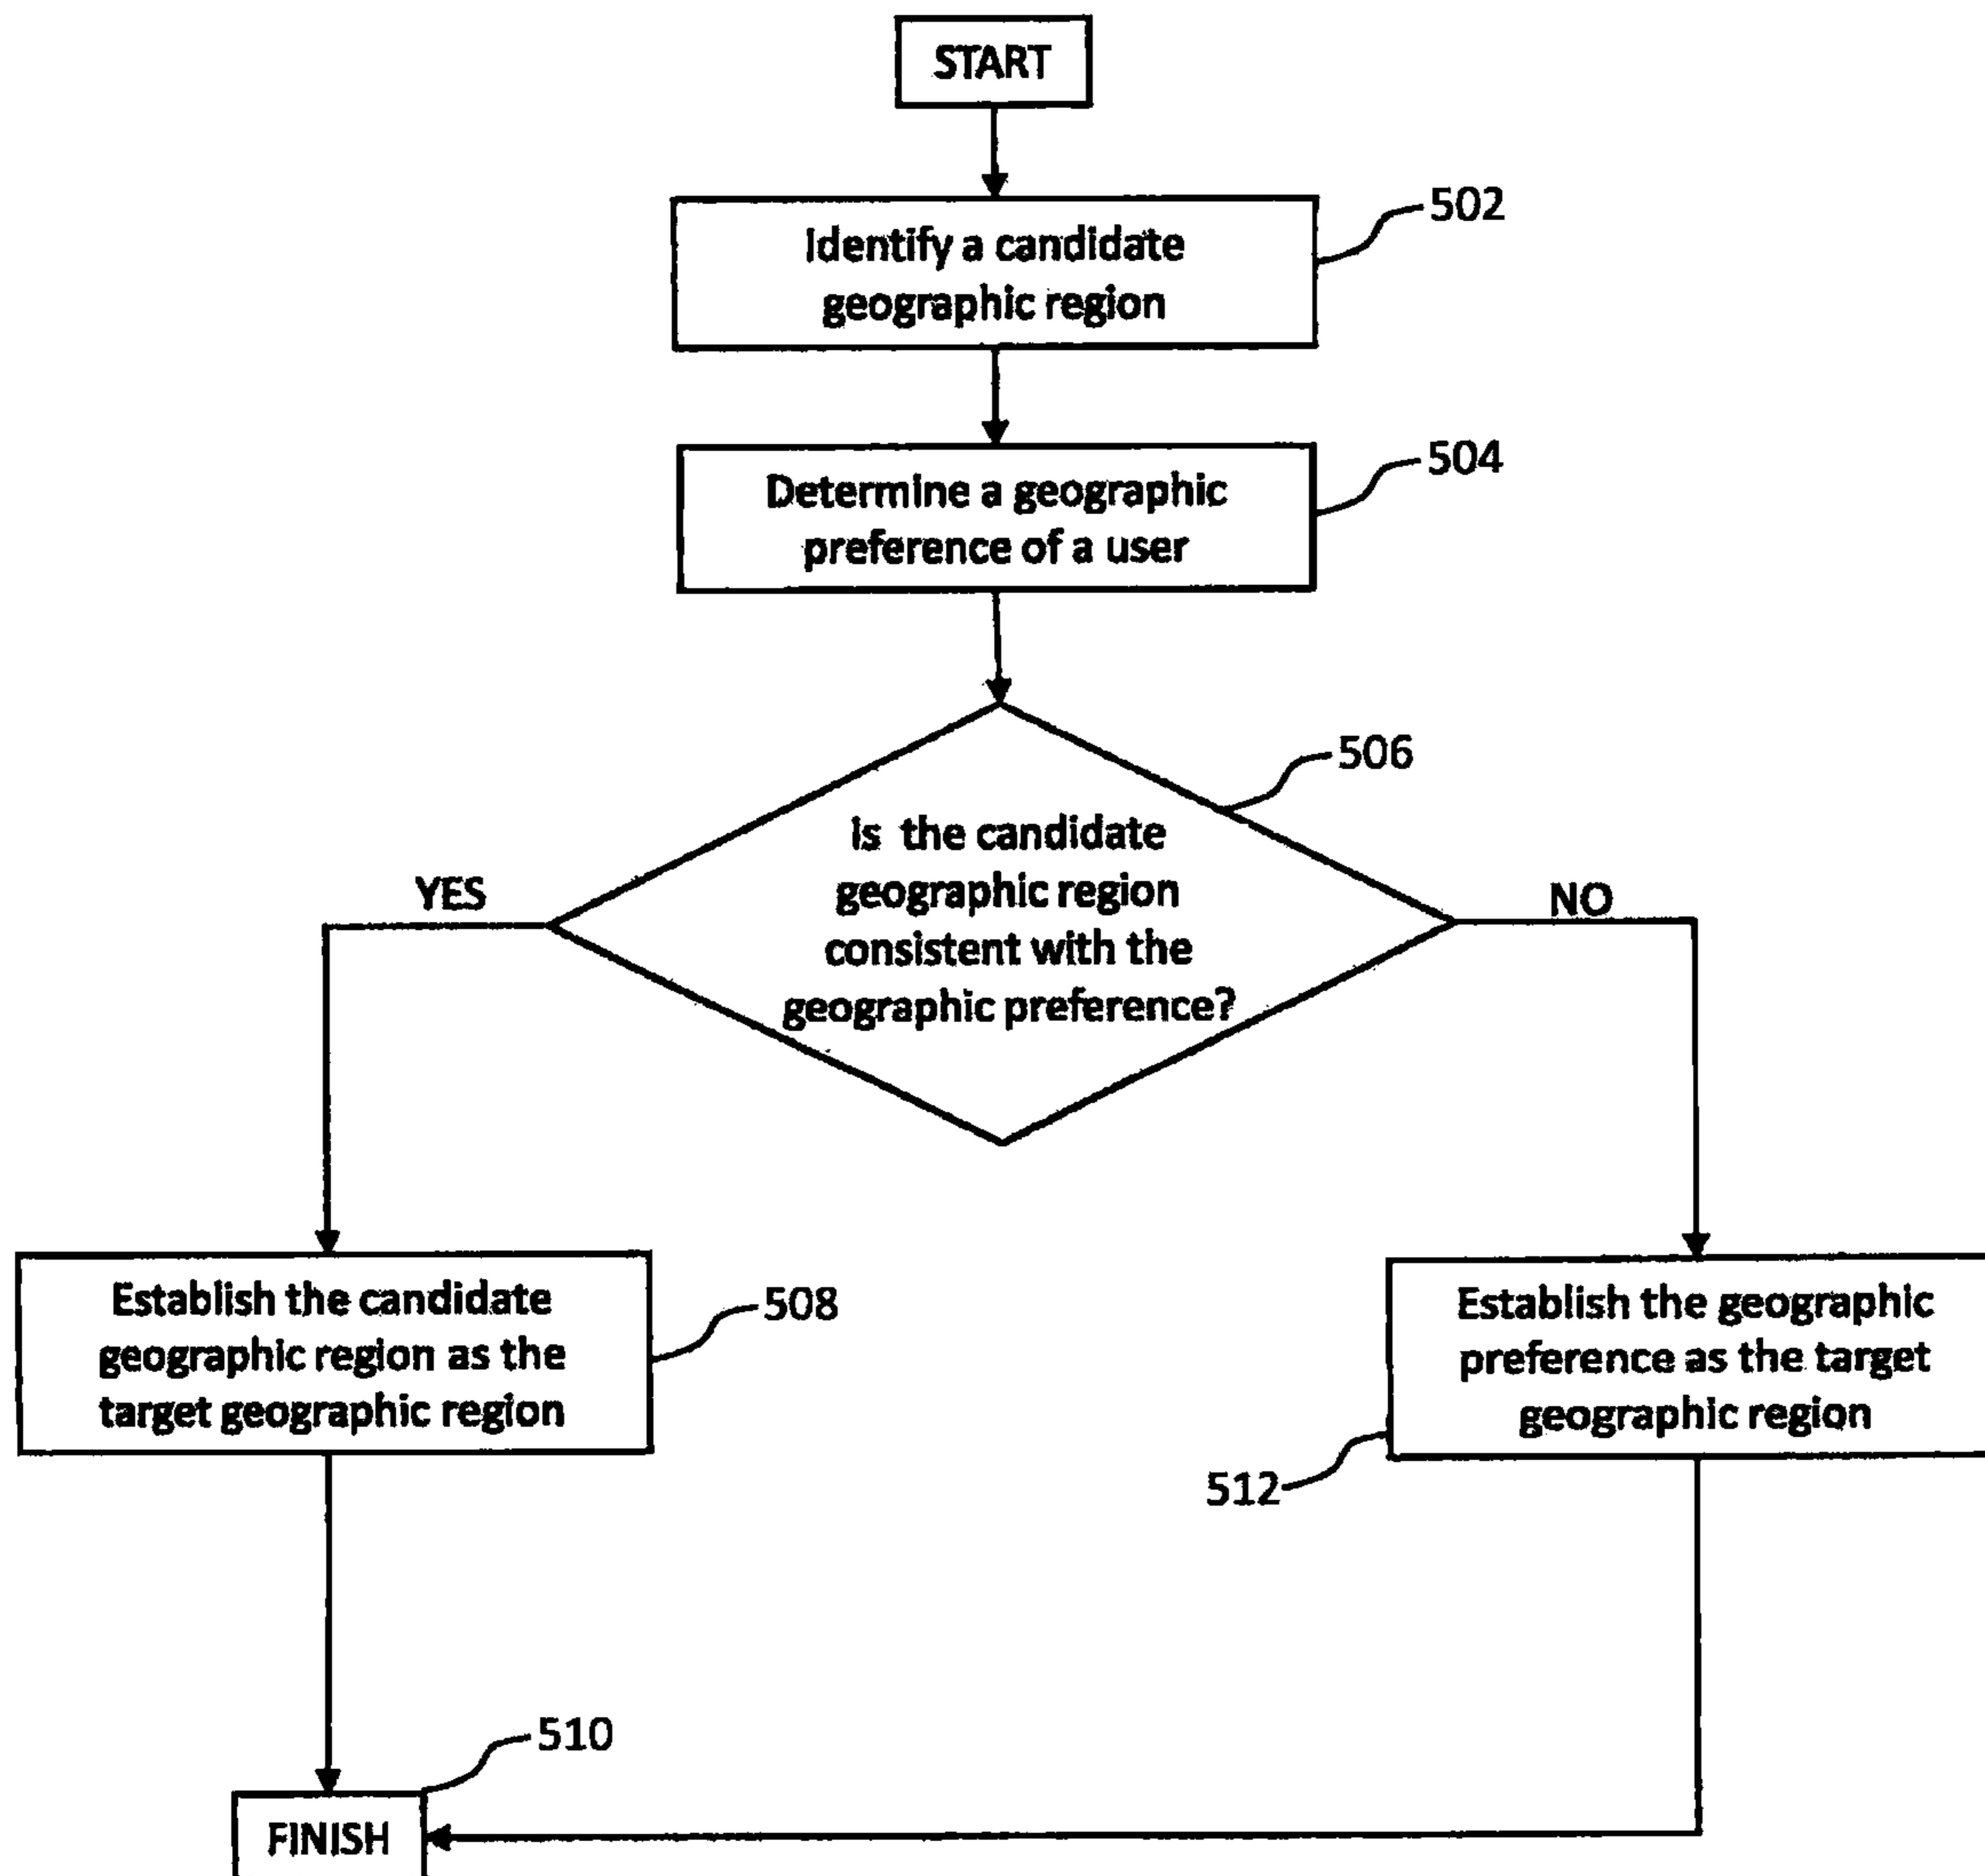 START
Identify a candidate
geographic region
502
Determine a geographic
preference of a user
504
506
Is the candidate
geographic region
consistent with the
geographic preference?
YES
NO
Establish the candidate
geographic region as the
target geographic region
508
Establish the geographic
preference as the target
geographic region
512
510
FINISH